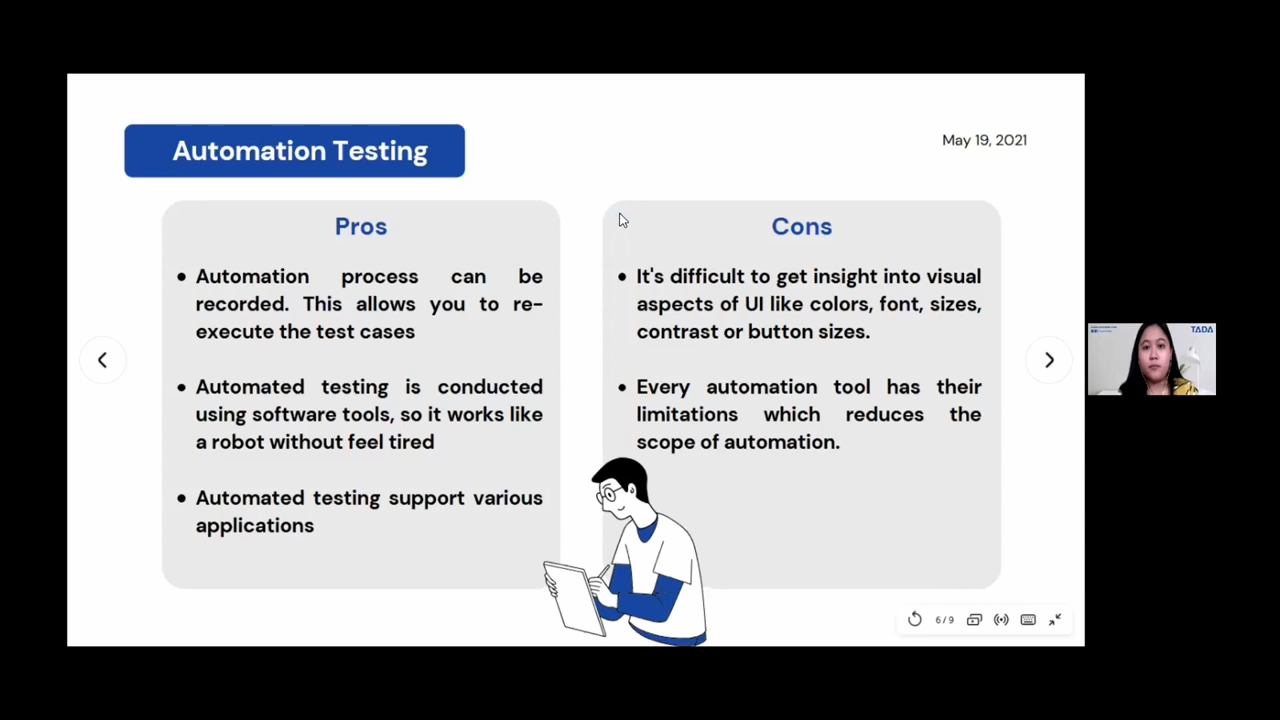 Automation Testing
May 19, 2021
Pros
• Automation process can be
recorded. This allows you to re-
execute the test cases
• Automated testing is conducted
using software tools, so it works like
a robot without feel tired
• Automated testing support various
applications
Cons
• It's difficult to get insight into visual
aspects of UI like colors, font, sizes,
contrast or button sizes.
• Every automation tool has their
limitations which reduces the
scope of automation.
6/9
TADA